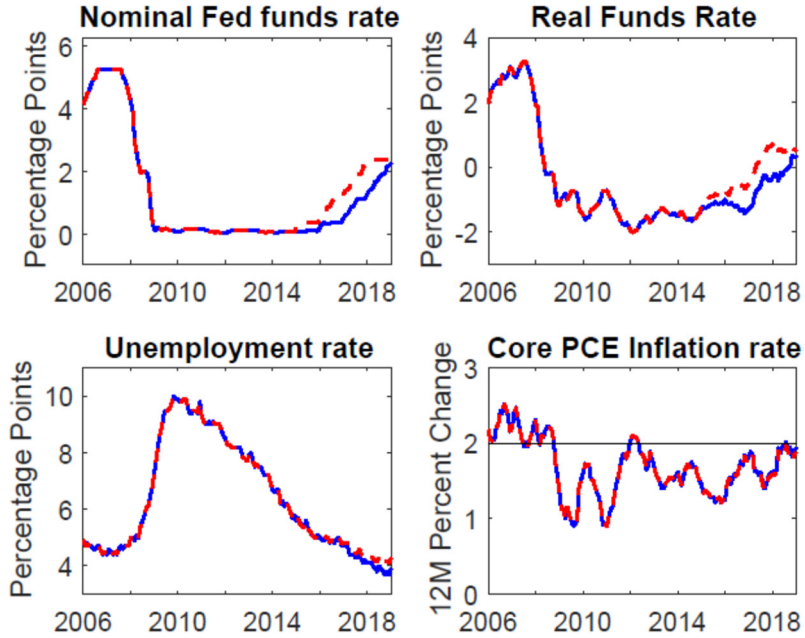 Nominal Fed funds rate
Percentage Points
6
4
2
0
2006 2010 2014 2018
Real Funds Rate
Percentage Points
4
2
0
-2
2006 2010 2014 2018
Unemployment rate
Percentage Points
10
8
6
4
2006 2010 2014 2018
Core PCE Inflation rate
12M Percent Change
3
2
1
0
2006 2010 2014 2018